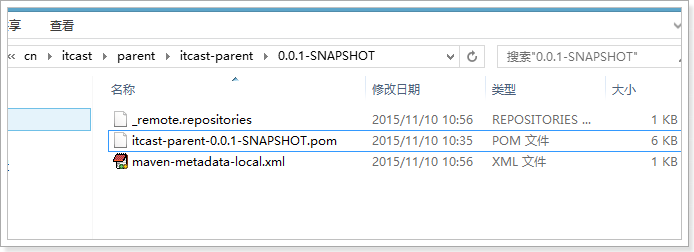 享 查看
« cn itcast parent itcast-parent 0.0.1-SNAPSHOT 搜索"0.0.1-SNAPSHOT"
名称 修改日期 类型 大小
_remote.repositories 2015/11/10 10:56 REPOSITORIES ... 1 KB
itcast-parent-0.0.1-SNAPSHOT.pom 2015/11/10 10:35 POM 文件 6 KB
maven-metadata-local.xml 2015/11/10 10:56 XML 文件 1 KB